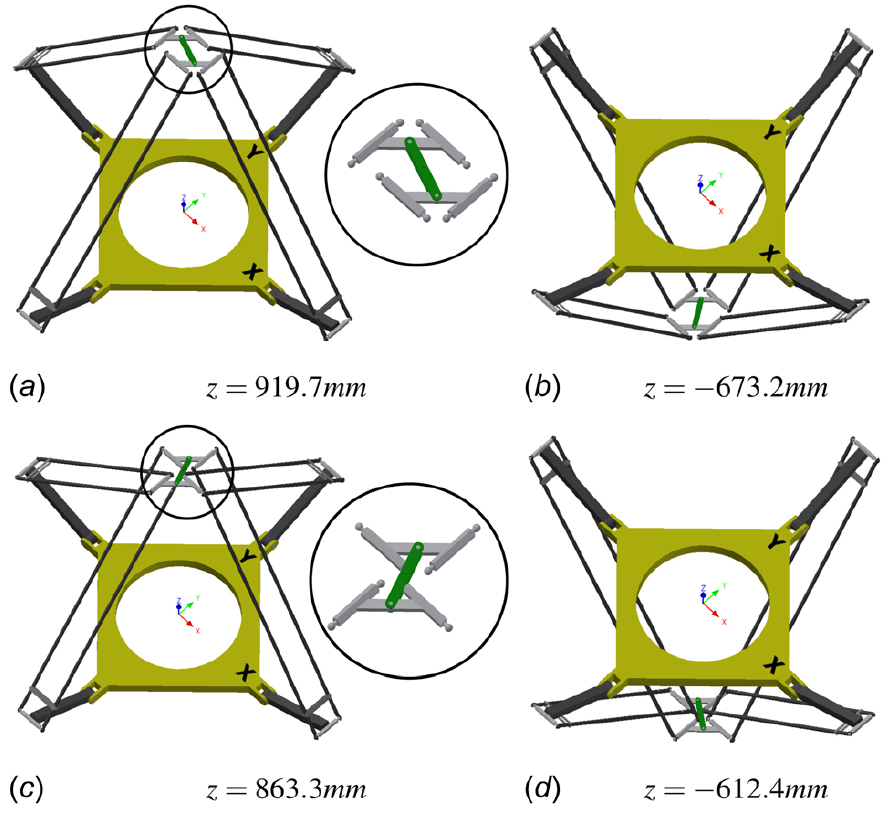 Y
Z Y
X
X
(a) z = 919.7mm
Y
Z Y
X
X
(b) z = −673.2mm
Y
Z Y
X
X
(c) z = 863.3mm
Y
Z Y
X
X
(d) z = −612.4mm